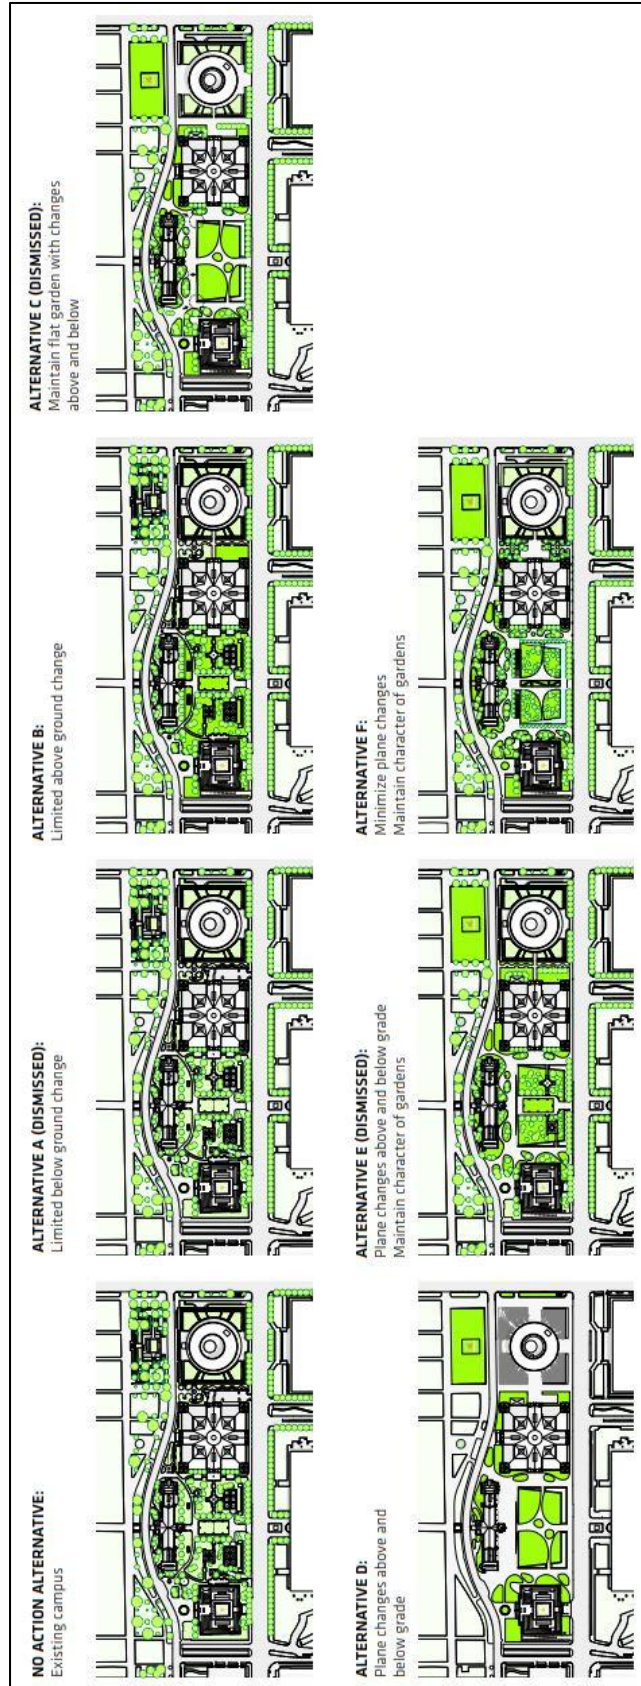 NO ACTION ALTERNATIVE:
Existing campus
ALTERNATIVE A (DISMISSED):
Limited below ground change
ALTERNATIVE B:
Limited above ground change
ALTERNATIVE C (DISMISSED):
Maintain flat garden with changes
above and below
ALTERNATIVE D:
Plane changes above and
below grade
ALTERNATIVE E (DISMISSED):
Plane changes above and below grade
Maintain character of gardens
ALTERNATIVE F:
Minimize plane changes
Maintain character of gardens